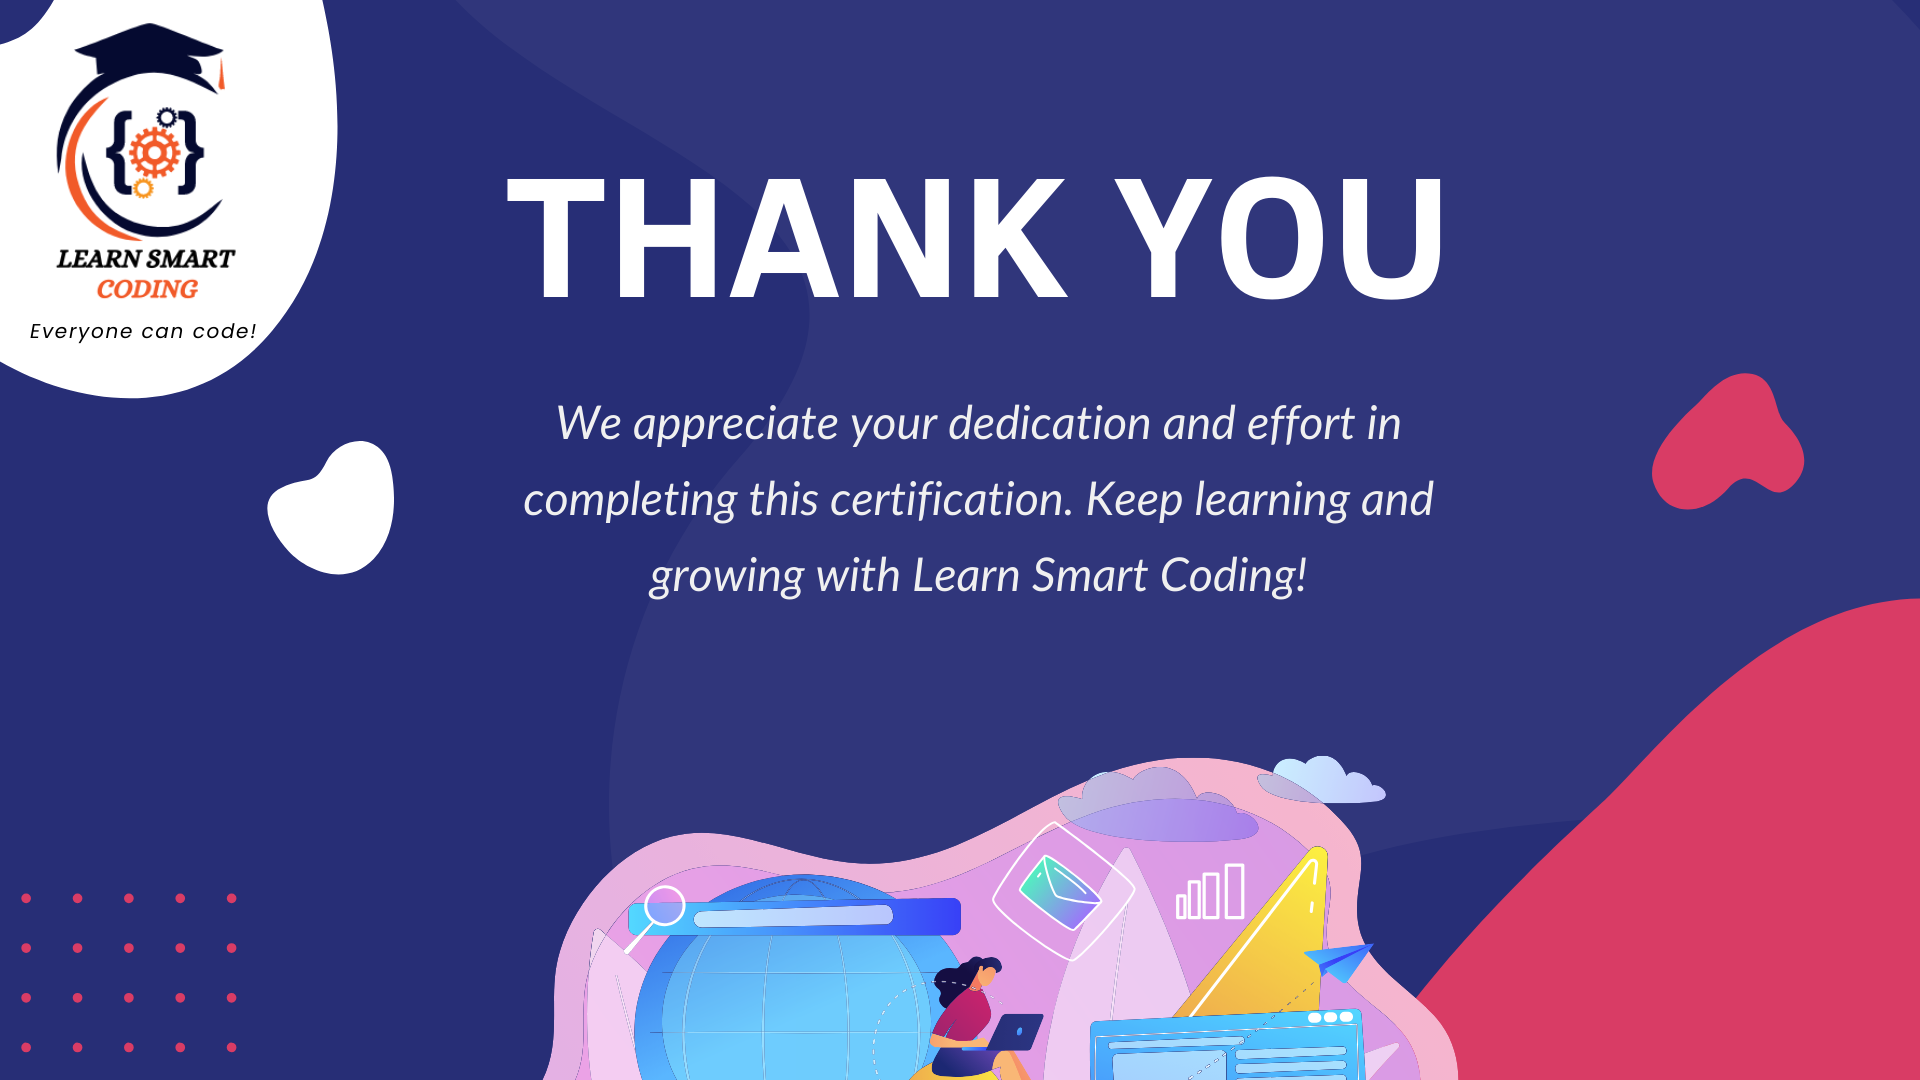 LEARN SMART
CODING
Everyone can code!
THANK YOU
We appreciate your dedication and effort in
completing this certification. Keep learning and
growing with Learn Smart Coding!